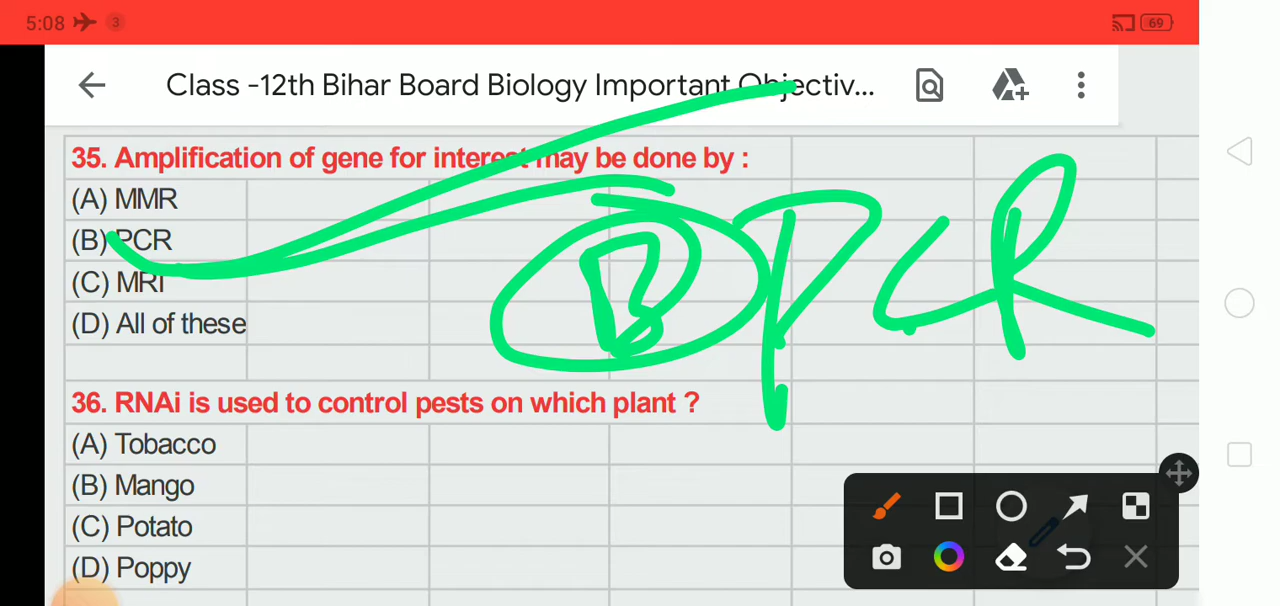 5:08 3 69
Class -12th Bihar Board Biology Important Objectiv...
35. Amplification of gene for interest may be done by :
(A) MMR
(B) PCR
(C) MRI
(D) All of these
B PCR
36. RNAi is used to control pests on which plant ?
(A) Tobacco
(B) Mango
(C) Potato
(D) Poppy